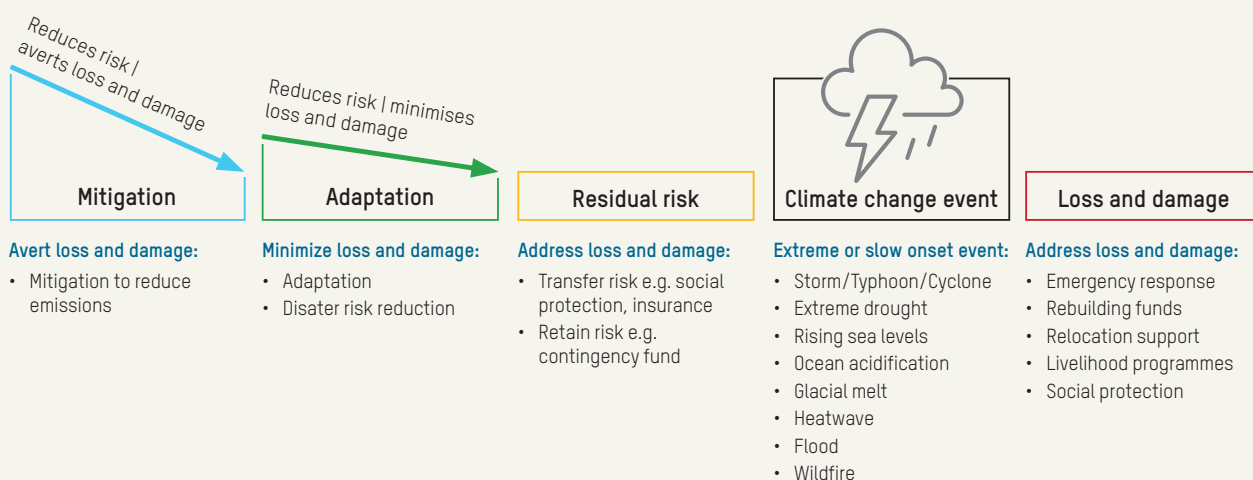 Reduces risk |
averts loss and damage
Mitigation
Avert loss and damage:
• Mitigation to reduce
emissions
Reduces risk | minimises
loss and damage
Adaptation
Minimize loss and damage:
• Adaptation
• Disater risk reduction
Residual risk
Address loss and damage:
• Transfer risk e.g. social
protection, insurance
• Retain risk e.g.
contingency fund
Climate change event
Extreme or slow onset event:
• Storm/Typhoon/Cyclone
• Extreme drought
• Rising sea levels
• Ocean acidification
• Glacial melt
• Heatwave
• Flood
• Wildfire
Loss and damage
Address loss and damage:
• Emergency response
• Rebuilding funds
• Relocation support
• Livelihood programmes
• Social protection